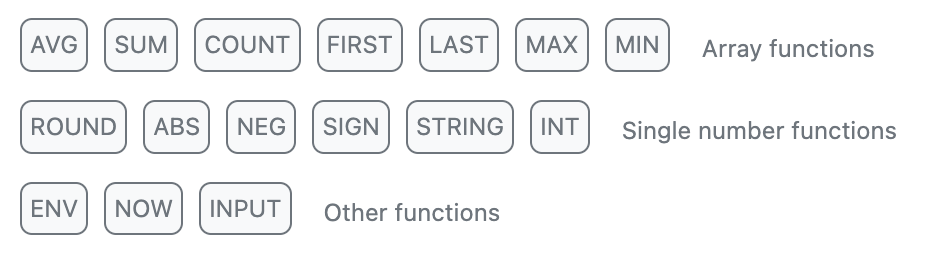 AVG SUM COUNT FIRST LAST MAX MIN Array functions
ROUND ABS NEG SIGN STRING INT Single number functions
ENV NOW INPUT Other functions